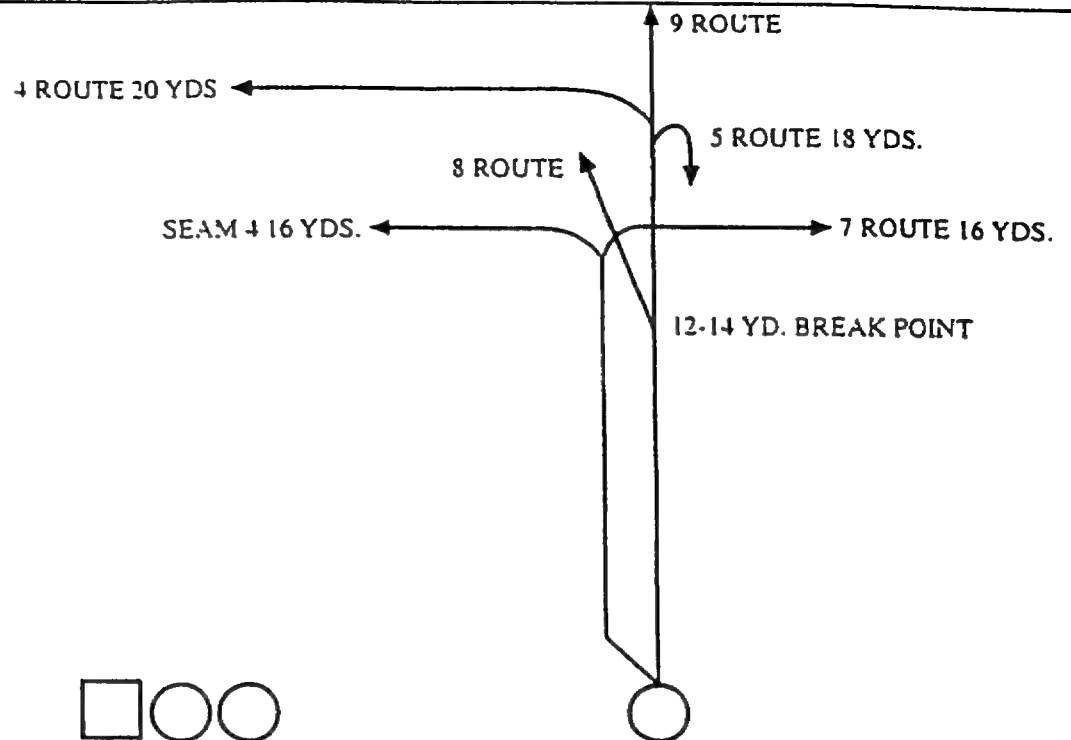 9 ROUTE
4 ROUTE 20 YDS
5 ROUTE 18 YDS.
8 ROUTE
SEAM 4 16 YDS.
7 ROUTE 16 YDS.
12-14 YD. BREAK POINT